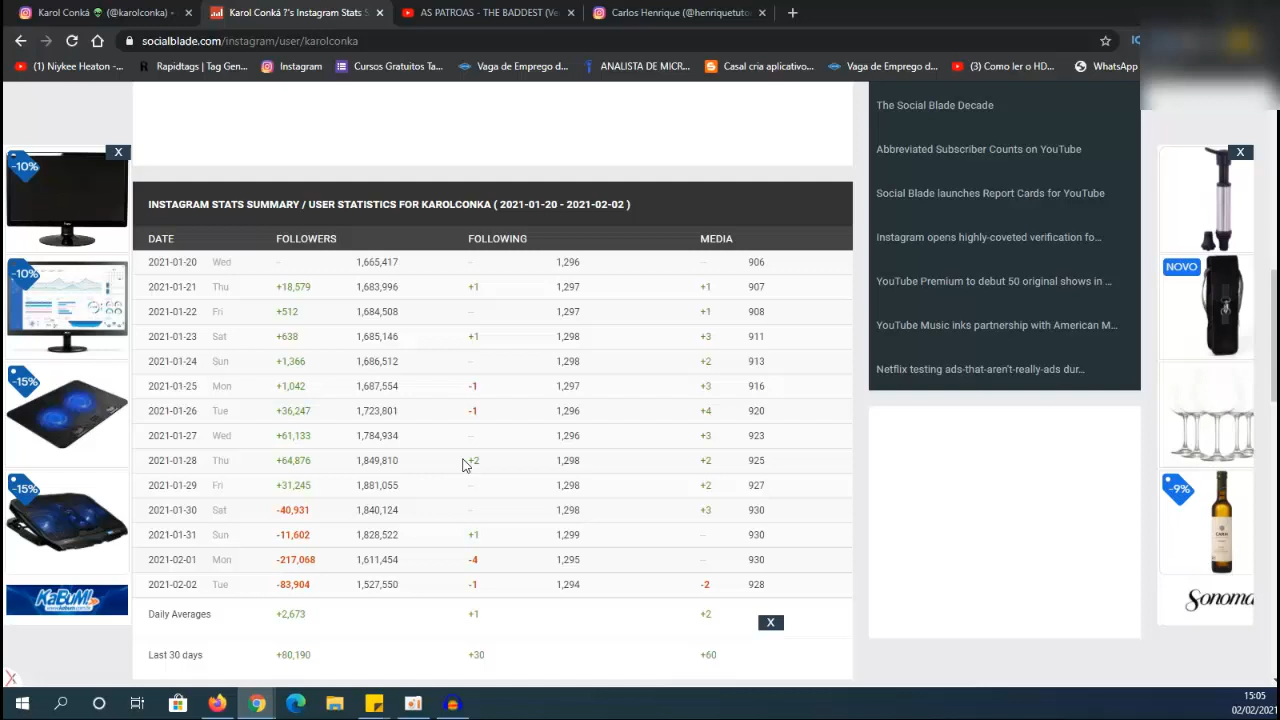 Karol Conká (@karolconka) -
Karol Conká ?'s Instagram Stats S
AS PATROAS - THE BADDEST (Ve
Carlos Henrique (@henriquetuto
socialblade.com/instagram/user/karolconka
(1) Niykee Heaton -...
Rapidtags | Tag Gen...
Instagram
Cursos Gratuitos Ta...
Vaga de Emprego d...
ANALISTA DE MICR...
Casal cria aplicativo...
Vaga de Emprego d...
(3) Como ler o HD...
WhatsApp
The Social Blade Decade
Abbreviated Subscriber Counts on YouTube
Social Blade launches Report Cards for YouTube
Instagram opens highly-coveted verification fo...
YouTube Premium to debut 50 original shows in ...
YouTube Music inks partnership with American M...
Netflix testing ads-that-aren't-really-ads dur...
X
-10%
-10%
-15%
-15%
KaBuM!
www.kabum.com.br
INSTAGRAM STATS SUMMARY / USER STATISTICS FOR KAROLCONKA ( 2021-01-20 - 2021-02-02 )
DATE FOLLOWERS FOLLOWING MEDIA
2021-01-20 Wed -- 1,665,417 -- 1,296 -- 906
2021-01-21 Thu +18,579 1,683,996 +1 1,297 +1 907
2021-01-22 Fri +512 1,684,508 -- 1,297 +1 908
2021-01-23 Sat +638 1,685,146 +1 1,298 +3 911
2021-01-24 Sun +1,366 1,686,512 -- 1,298 +2 913
2021-01-25 Mon +1,042 1,687,554 -1 1,297 +3 916
2021-01-26 Tue +36,247 1,723,801 -1 1,296 +4 920
2021-01-27 Wed +61,133 1,784,934 -- 1,296 +3 923
2021-01-28 Thu +64,876 1,849,810 +2 1,298 +2 925
2021-01-29 Fri +31,245 1,881,055 -- 1,298 +2 927
2021-01-30 Sat -40,931 1,840,124 -- 1,298 +3 930
2021-01-31 Sun -11,602 1,828,522 +1 1,299 -- 930
2021-02-01 Mon -217,068 1,611,454 -4 1,295 -- 930
2021-02-02 Tue -83,904 1,527,550 -1 1,294 -2 928
Daily Averages +2,673 +1 +2
X
Last 30 days +80,190 +30 +60
X
NOVO
-9%
Sonoma
15:05
02/02/2021